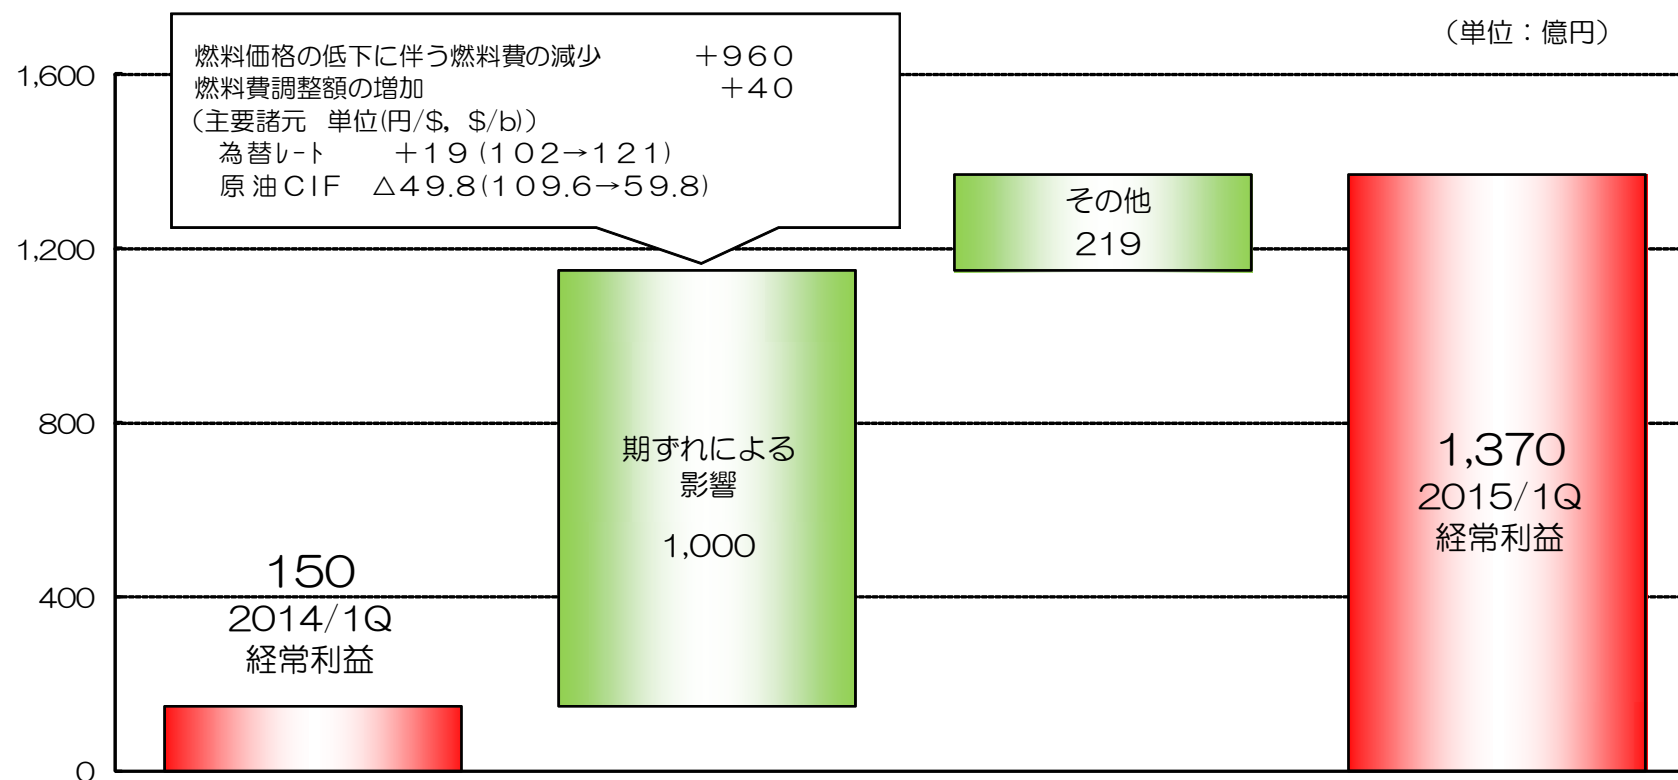 （単位：億円）
燃料価格の低下に伴う燃料費の減少　＋９６０
燃料費調整額の増加　＋４０
（主要諸元　単位(円/$, $/b)）
為替ﾚｰﾄ　＋１９(１０２→１２１)
原油ＣＩＦ　△４９.８(１０９.６→５９.８)
1,600
1,200
800
400
0
150
2014/1Q
経常利益
期ずれによる
影響
1,000
その他
219
1,370
2015/1Q
経常利益